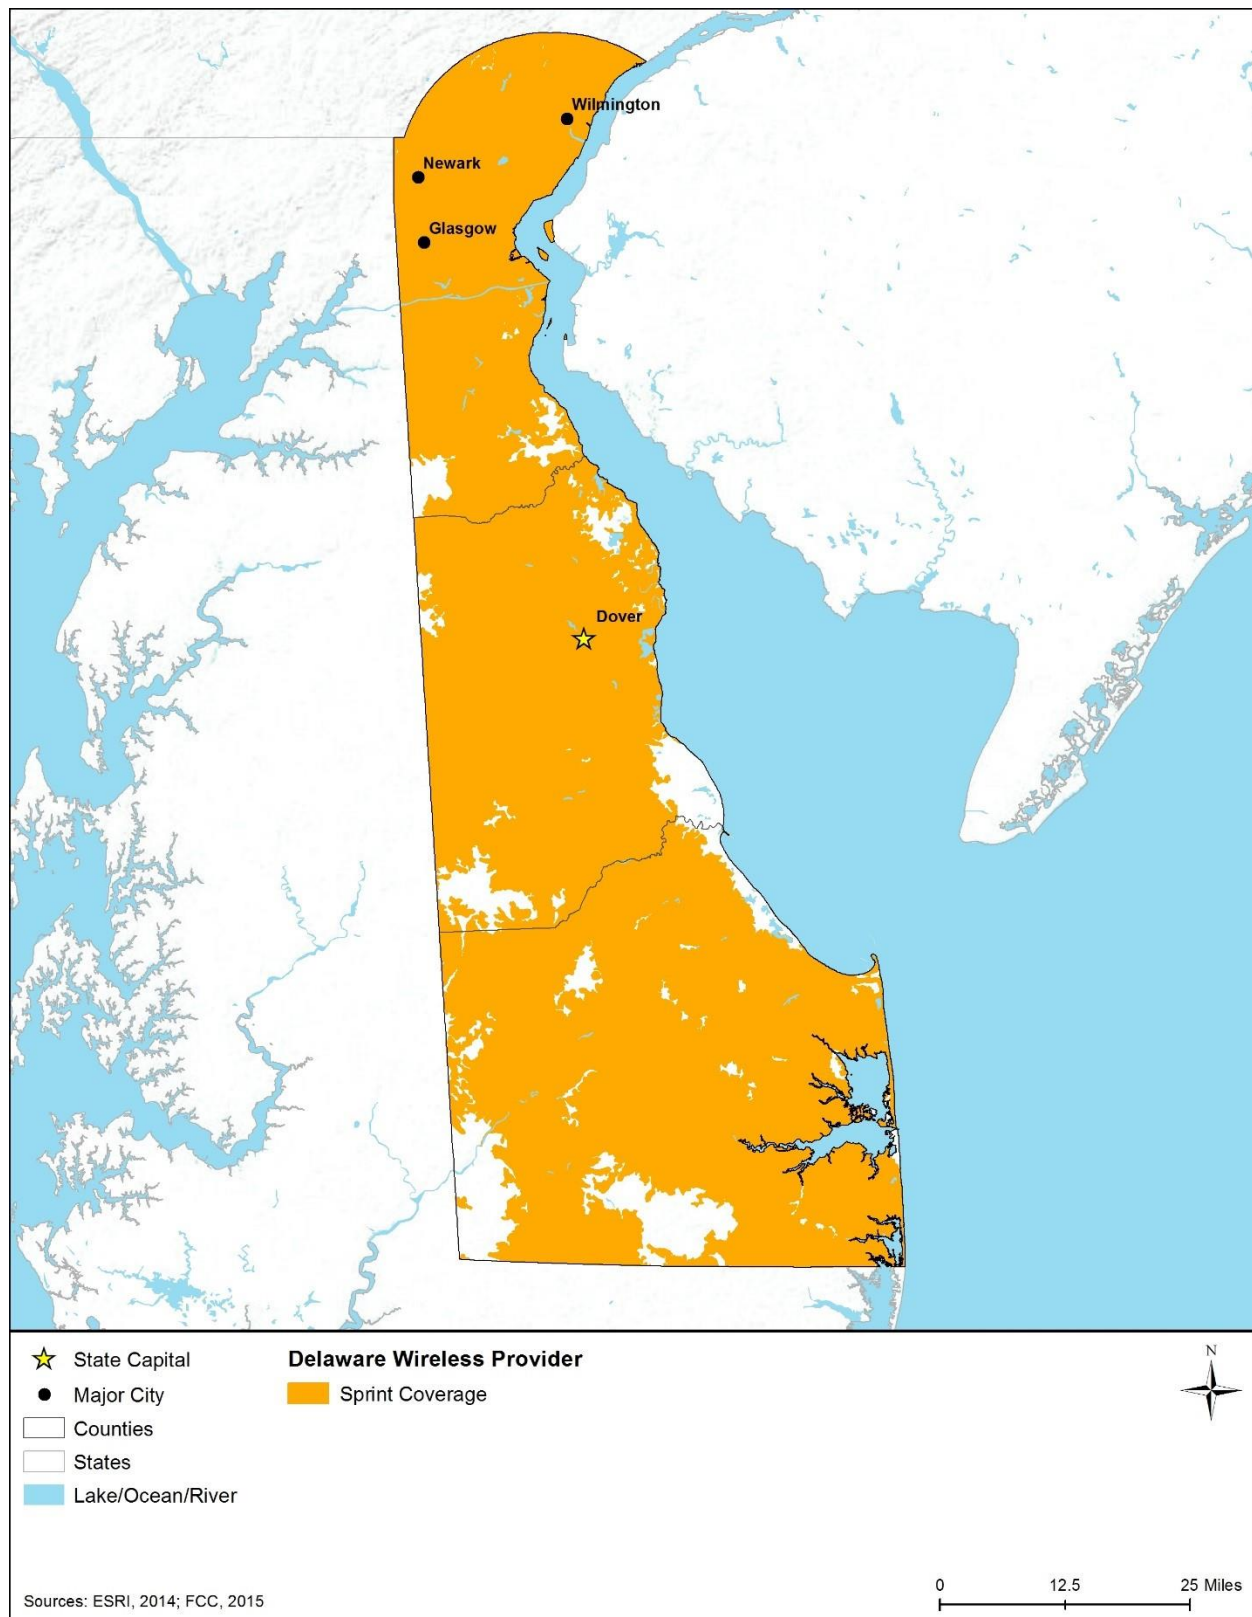 Wilmington
Newark
Glasgow
Dover
State Capital
Delaware Wireless Provider
N
Major City
Sprint Coverage
Counties
States
Lake/Ocean/River
Sources: ESRI, 2014; FCC, 2015
0 12.5 25 Miles